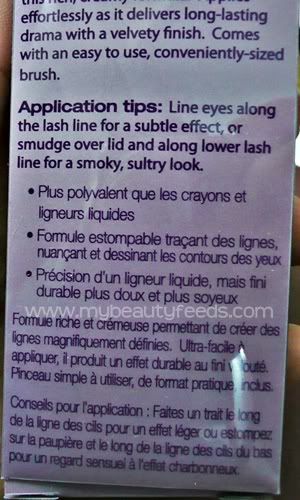 this rich, creamy
effortlessly as it delivers long-lasting
drama with a velvety finish. Comes
with an easy to use, conveniently-sized
brush.
Application tips: Line eyes along
the lash line for a subtle effect, or
smudge over lid and along lower lash
line for a smoky, sultry look.
• Plus polyvalent que les crayons et
ligneurs liquides
• Formule estompable traçant des lignes,
nuançant et dessinant les contours des yeux
• Précision d'un ligneur liquide, mais fini
durable plus doux et plus soyeux
www.mybeautyfeeds.com
Formule riche et crémeuse permettant de créer des
lignes magnifiquement définies. Ultra-facile à
appliquer, il produit un effet durable au fini velouté.
Pinceau simple à utiliser, de format pratique, inclus.
Conseils pour l'application : Faites un trait le long
de la ligne des cils pour un effet léger ou estompez
sur la paupière et le long de la ligne des cils du bas
pour un regard sensuel à l'effet charbonneux.